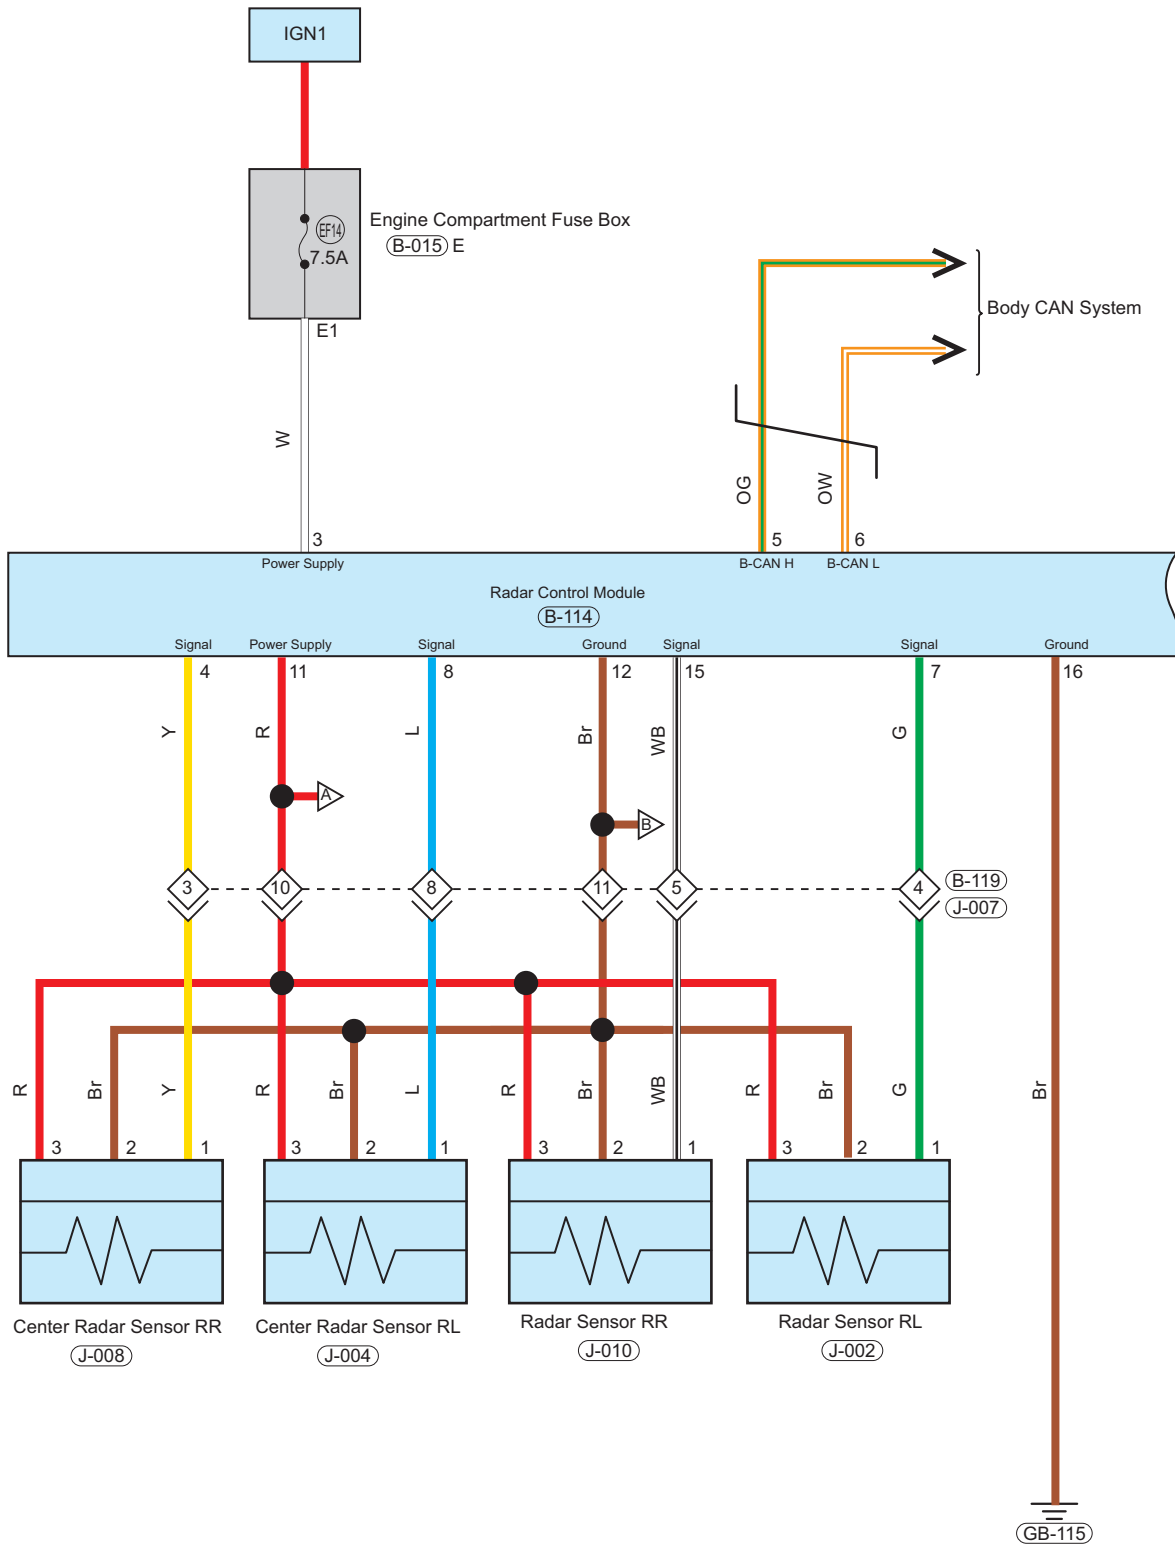 IGN1
EF14
7.5A
Engine Compartment Fuse Box
B-015 E
E1
Body CAN System
W
OG
OW
3
5
6
Power Supply
B-CAN H
B-CAN L
Radar Control Module
B-114
Signal
Power Supply
Signal
Ground
Signal
Signal
Ground
4
11
8
12
15
7
16
Y
R
L
Br
WB
G
A
B
3
10
8
11
5
4
B-119
J-007
R
Br
Y
R
Br
L
R
Br
WB
R
Br
G
Br
3
2
1
3
2
1
3
2
1
3
2
1
Center Radar Sensor RR
J-008
Center Radar Sensor RL
J-004
Radar Sensor RR
J-010
Radar Sensor RL
J-002
GB-115